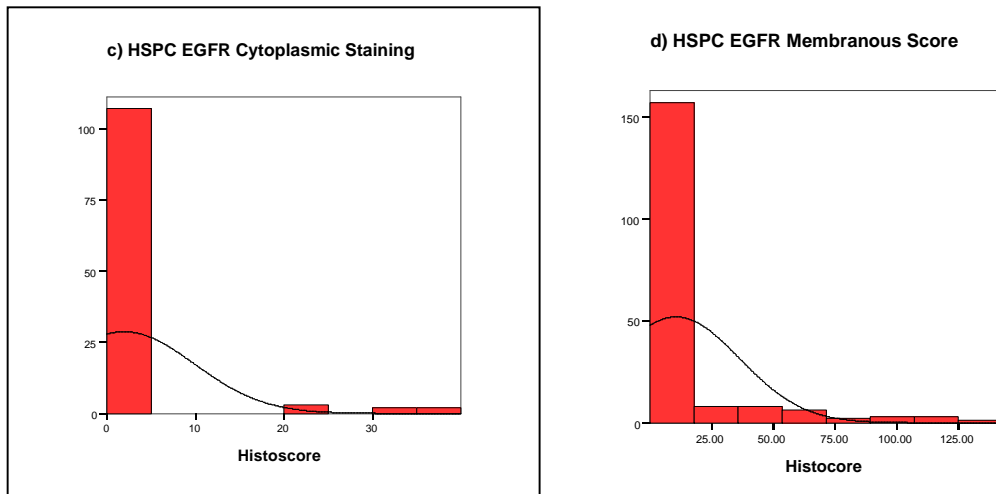 c) HSPC EGFR Cytoplasmic Staining
100
75
50
25
0
0 10 20 30
Histoscore
d) HSPC EGFR Membranous Score
150
100
50
0
25.00 50.00 75.00 100.00 125.00
Histocore